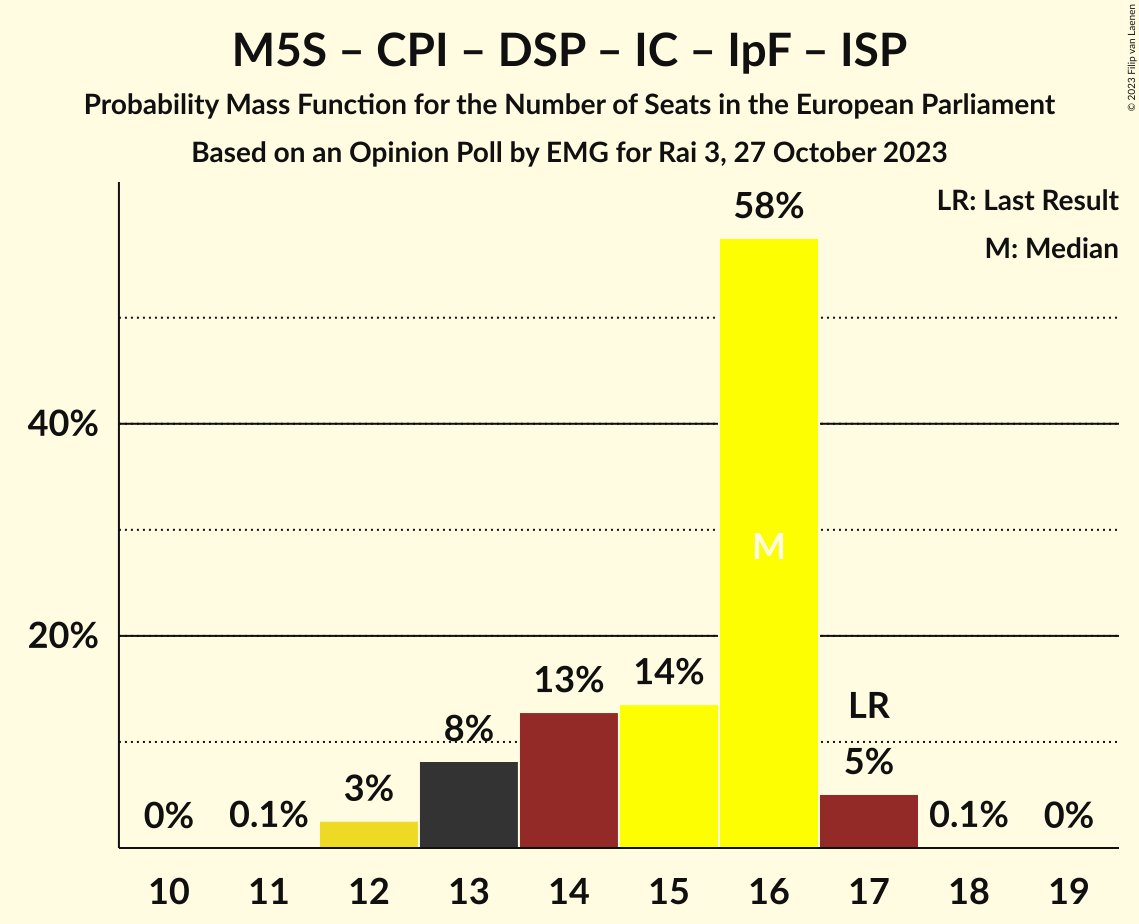 M5S – CPI – DSP – IC – IpF – ISP
Probability Mass Function for the Number of Seats in the European Parliament
Based on an Opinion Poll by EMG for Rai 3, 27 October 2023
© 2023 Filip van Laenen
LR: Last Result
M: Median
58%
40%
M
20%
14%
13%
LR
8%
5%
3%
0% 0.1% 0.1% 0%
10 11 12 13 14 15 16 17 18 19